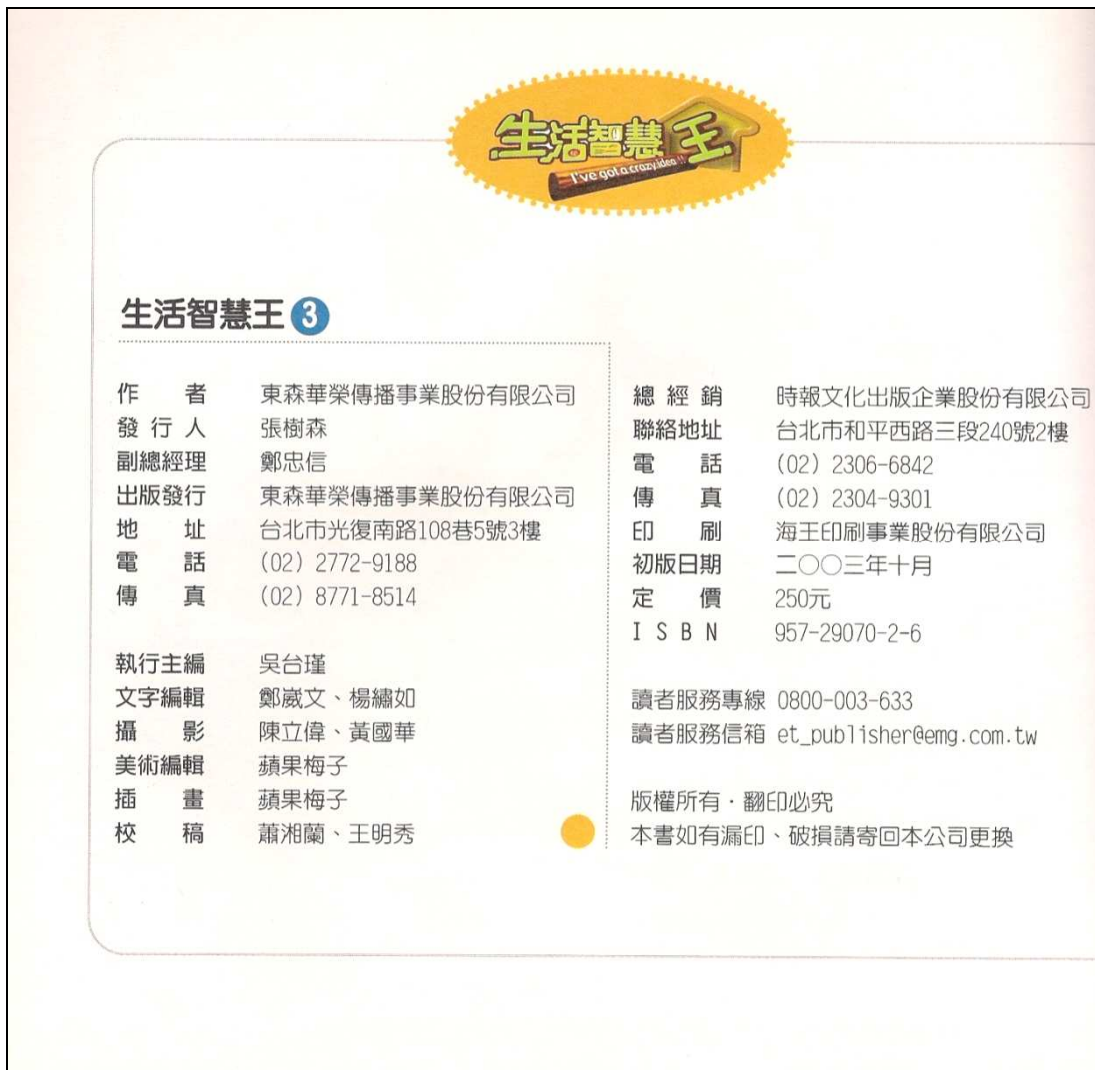 生活智慧王
I've got a crazy idea !!
生活智慧王 3
作者 東森華榮傳播事業股份有限公司
發行人 張樹森
副總經理 鄭忠信
出版發行 東森華榮傳播事業股份有限公司
地址 台北市光復南路108巷5號3樓
電話 (02) 2772-9188
傳真 (02) 8771-8514
執行主編 吳台瑾
文字編輯 鄭崴文、楊繡如
攝影 陳立偉、黃國華
美術編輯 蘋果梅子
插畫 蘋果梅子
校稿 蕭湘蘭、王明秀
總經銷 時報文化出版企業股份有限公司
聯絡地址 台北市和平西路三段240號2樓
電話 (02) 2306-6842
傳真 (02) 2304-9301
印刷 海王印刷事業股份有限公司
初版日期 二○○三年十月
定價 250元
ISBN 957-29070-2-6
讀者服務專線 0800-003-633
讀者服務信箱 et_publisher@emg.com.tw
版權所有・翻印必究
本書如有漏印、破損請寄回本公司更換